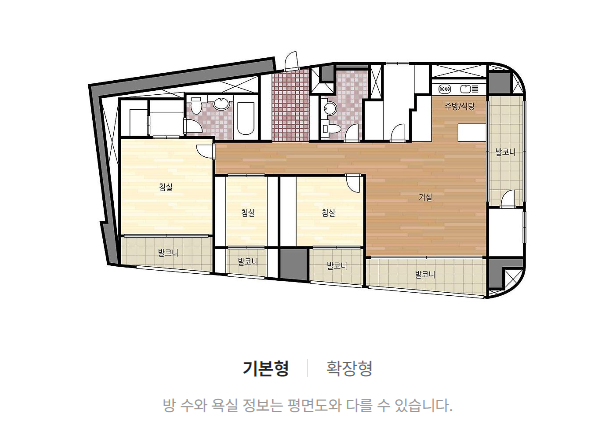 주방/식당
발코니
침실
거실
침실
침실
발코니
발코니
발코니
발코니
기본형 확장형
방 수와 욕실 정보는 평면도와 다를 수 있습니다.